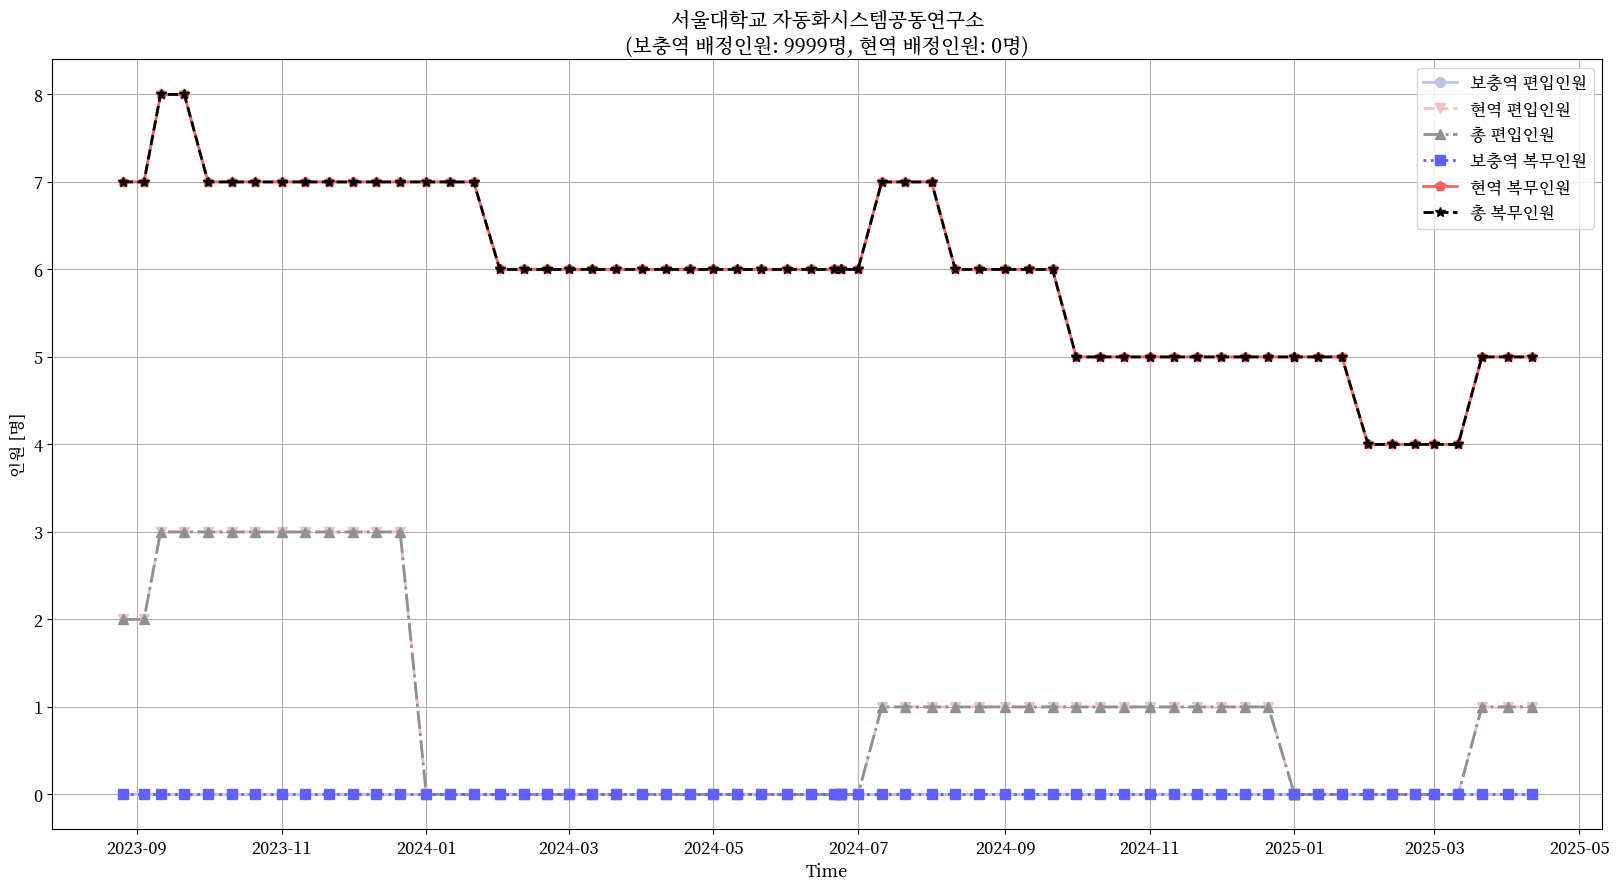 서울대학교 자동화시스템공동연구소
(보충역 배정인원: 9999명, 현역 배정인원: 0명)
보충역 편입인원
현역 편입인원
총 편입인원
보충역 복무인원
현역 복무인원
총 복무인원
인원 [명]
8
7
6
5
4
3
2
1
0
2023-09
2023-11
2024-01
2024-03
2024-05
2024-07
2024-09
2024-11
2025-01
2025-03
2025-05
Time